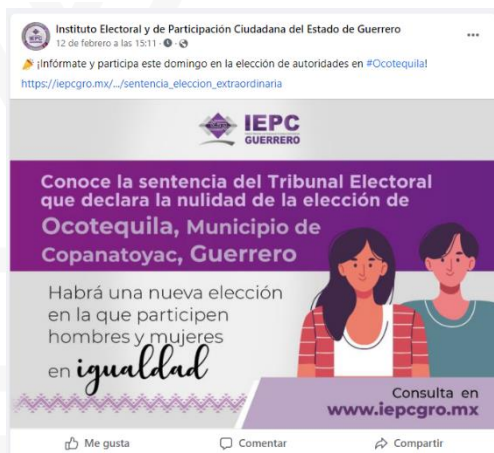 Instituto Electoral y de Participación Ciudadana del Estado de Guerrero
12 de febrero a las 15:11
¡Infórmate y participa este domingo en la elección de autoridades en #Ocotequila!
https://iepcgro.mx/.../sentencia_eleccion_extraordinaria
IEPC
GUERRERO
Conoce la sentencia del Tribunal Electoral
que declara la nulidad de la elección de
Ocotequila, Municipio de
Copanatoyac, Guerrero
Habrá una nueva elección
en la que participen
hombres y mujeres
en igualdad
Consulta en
www.iepcgro.mx
Me gusta Comentar Compartir